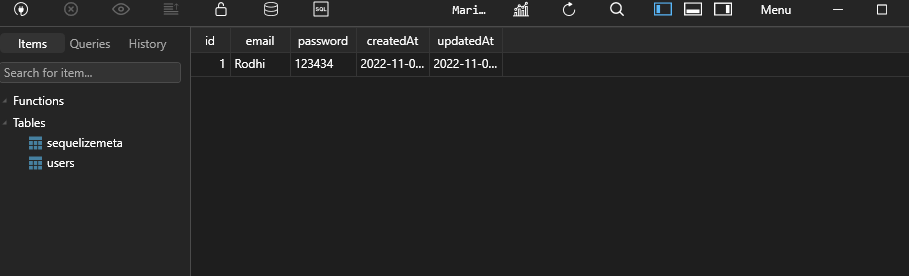 SQL Mari... Menu
Items Queries History
Search for item...
Functions
Tables
sequelizemeta
users
id email password createdAt updatedAt
1 Rodhi 123434 2022-11-0... 2022-11-0...